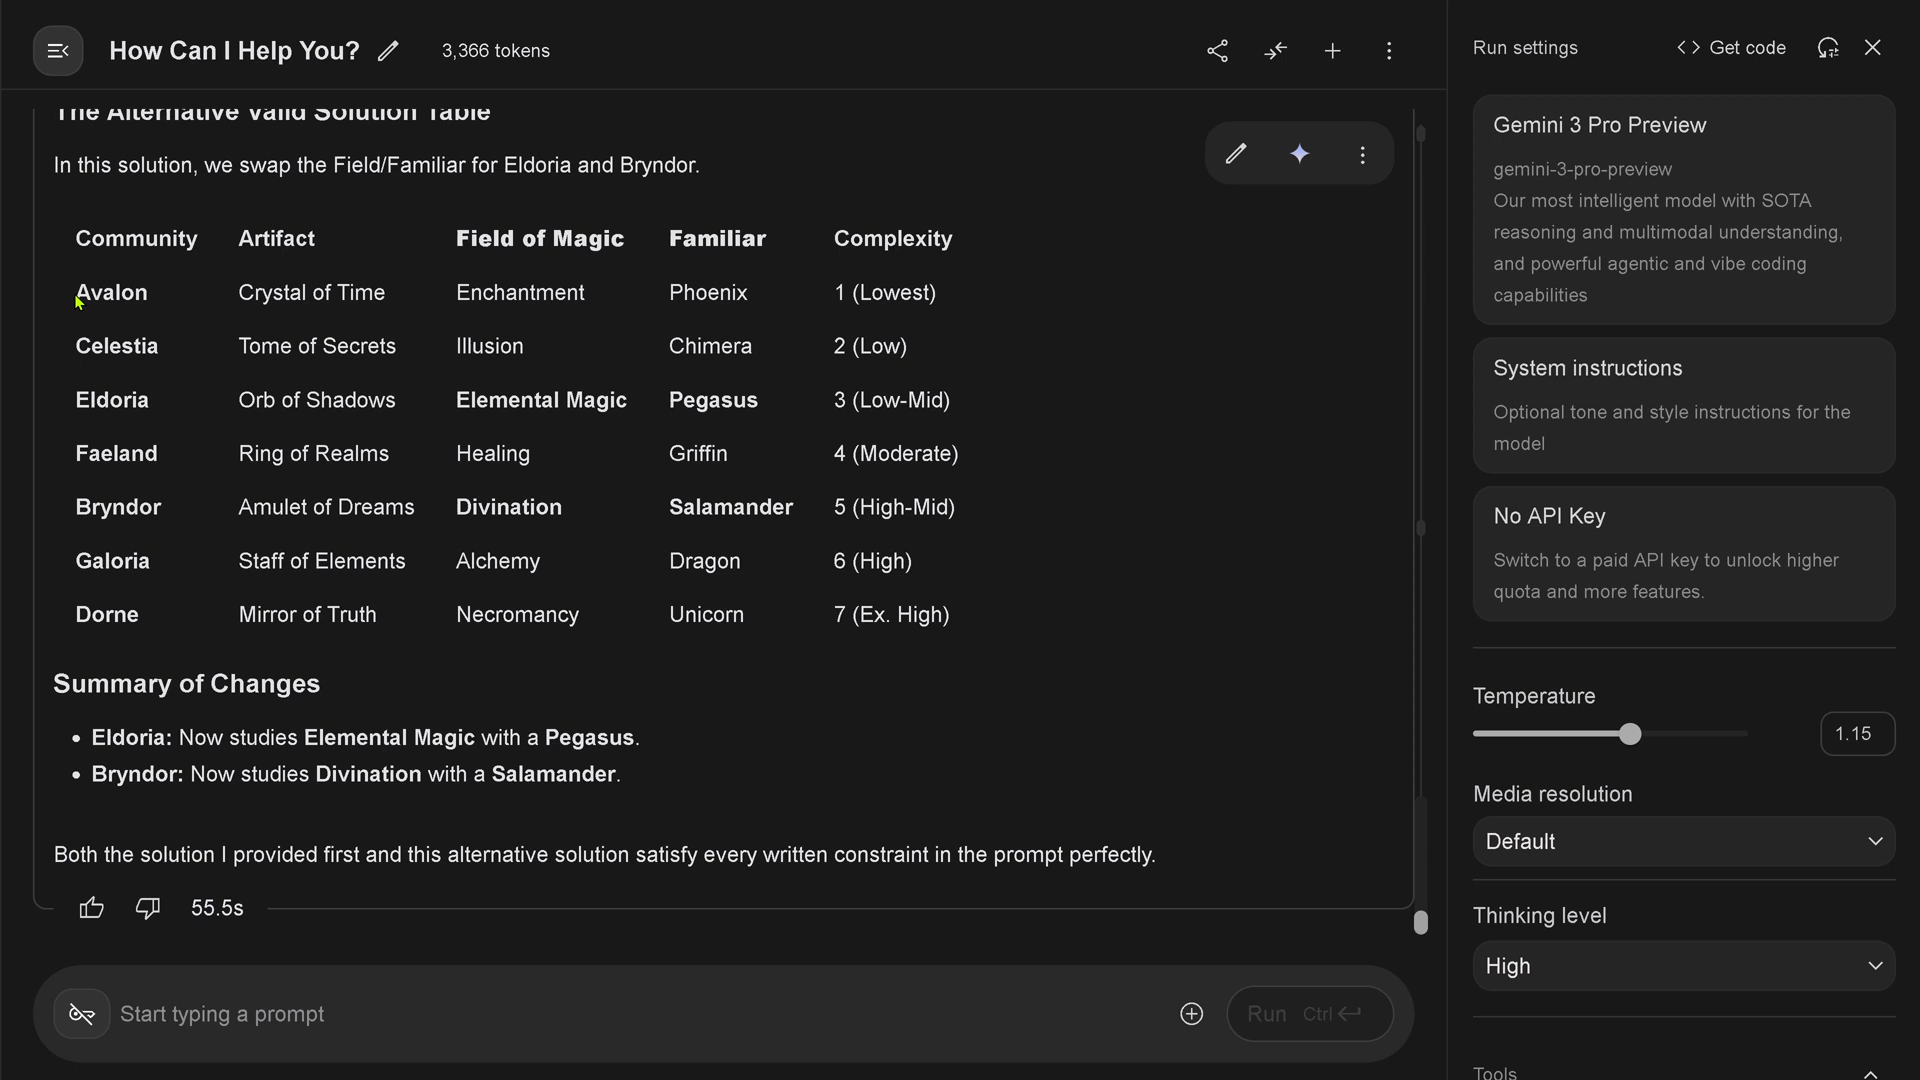 How Can I Help You?
3,366 tokens
The Alternative Valid Solution Table
In this solution, we swap the Field/Familiar for Eldoria and Bryndor.
Community Artifact Field of Magic Familiar Complexity
Avalon Crystal of Time Enchantment Phoenix 1 (Lowest)
Celestia Tome of Secrets Illusion Chimera 2 (Low)
Eldoria Orb of Shadows Elemental Magic Pegasus 3 (Low-Mid)
Faeland Ring of Realms Healing Griffin 4 (Moderate)
Bryndor Amulet of Dreams Divination Salamander 5 (High-Mid)
Galoria Staff of Elements Alchemy Dragon 6 (High)
Dorne Mirror of Truth Necromancy Unicorn 7 (Ex. High)
Summary of Changes
• Eldoria: Now studies Elemental Magic with a Pegasus.
• Bryndor: Now studies Divination with a Salamander.
Both the solution I provided first and this alternative solution satisfy every written constraint in the prompt perfectly.
55.5s
Start typing a prompt
Run Ctrl
Run settings
<> Get code
Gemini 3 Pro Preview
gemini-3-pro-preview
Our most intelligent model with SOTA
reasoning and multimodal understanding,
and powerful agentic and vibe coding
capabilities
System instructions
Optional tone and style instructions for the
model
No API Key
Switch to a paid API key to unlock higher
quota and more features.
Temperature
1.15
Media resolution
Default
Thinking level
High
Tools